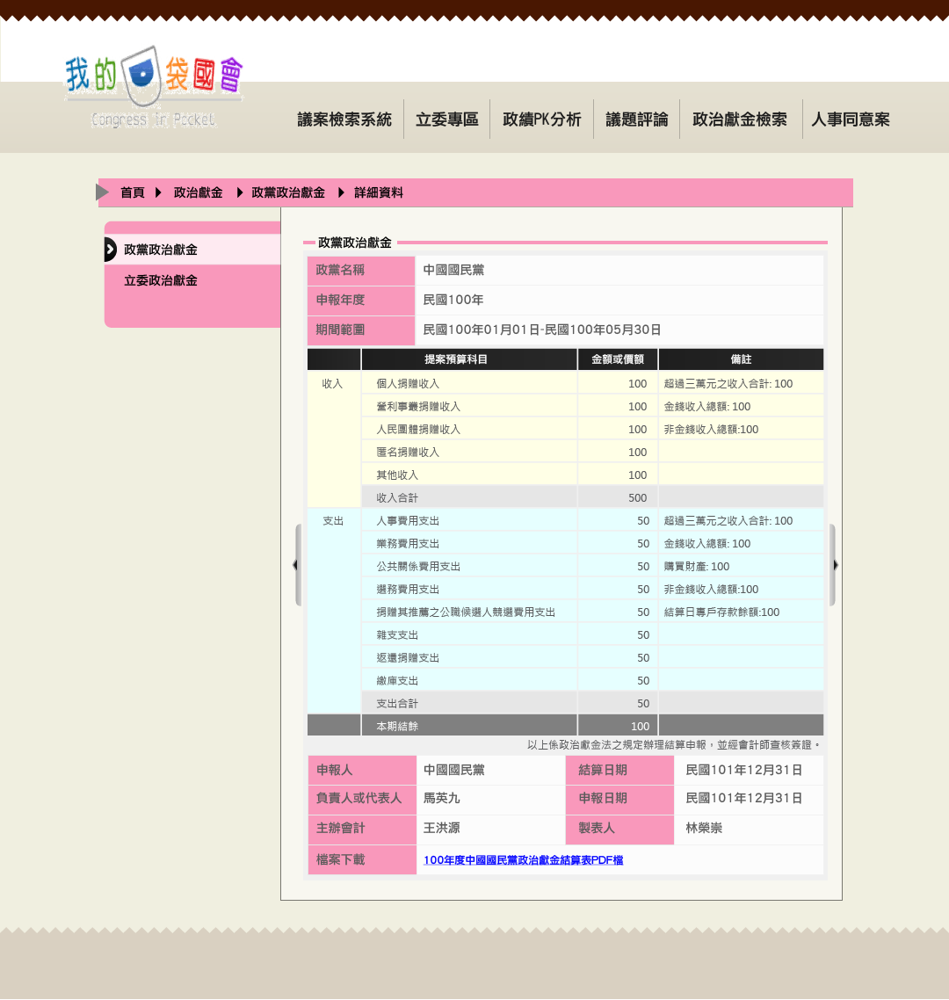 我的 袋國會
Congress in Pocket
議案檢索系統 立委專區 政績PK分析 議題評論 政治獻金檢索 人事同意案
首頁 政治獻金 政黨政治獻金 詳細資料
政黨政治獻金
立委政治獻金
政黨政治獻金
政黨名稱 中國國民黨
申報年度 民國100年
期間範圍 民國100年01月01日-民國100年05月30日
提案預算科目 金額或價額 備註
收入 個人捐贈收入 100 超過三萬元之收入合計: 100
營利事叢捐贈收入 100 金錢收入總額: 100
人民團體捐贈收入 100 非金錢收入總額:100
匿名捐贈收入 100
其他收入 100
收入合計 500
支出 人事費用支出 50 超過三萬元之收入合計: 100
業務費用支出 50 金錢收入總額: 100
公共關係費用支出 50 購買財產: 100
選務費用支出 50 非金錢收入總額:100
捐贈其推薦之公職候選人競選費用支出 50 結算日專戶存款餘額:100
雜支支出 50
返還捐贈支出 50
繳庫支出 50
支出合計 50
本期結餘 100
以上係政治獻金法之規定辦理結算申報，並經會計師查核簽證。
申報人 中國國民黨 結算日期 民國101年12月31日
負責人或代表人 馬英九 申報日期 民國101年12月31日
主辦會計 王洪源 製表人 林榮崇
檔案下載 100年度中國國民黨政治獻金結算表PDF檔